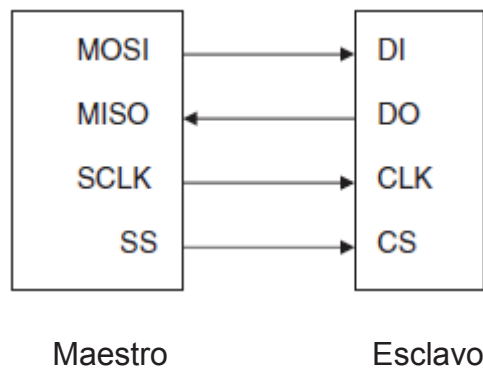 MOSI DI
MISO DO
SCLK CLK
SS CS
Maestro Esclavo